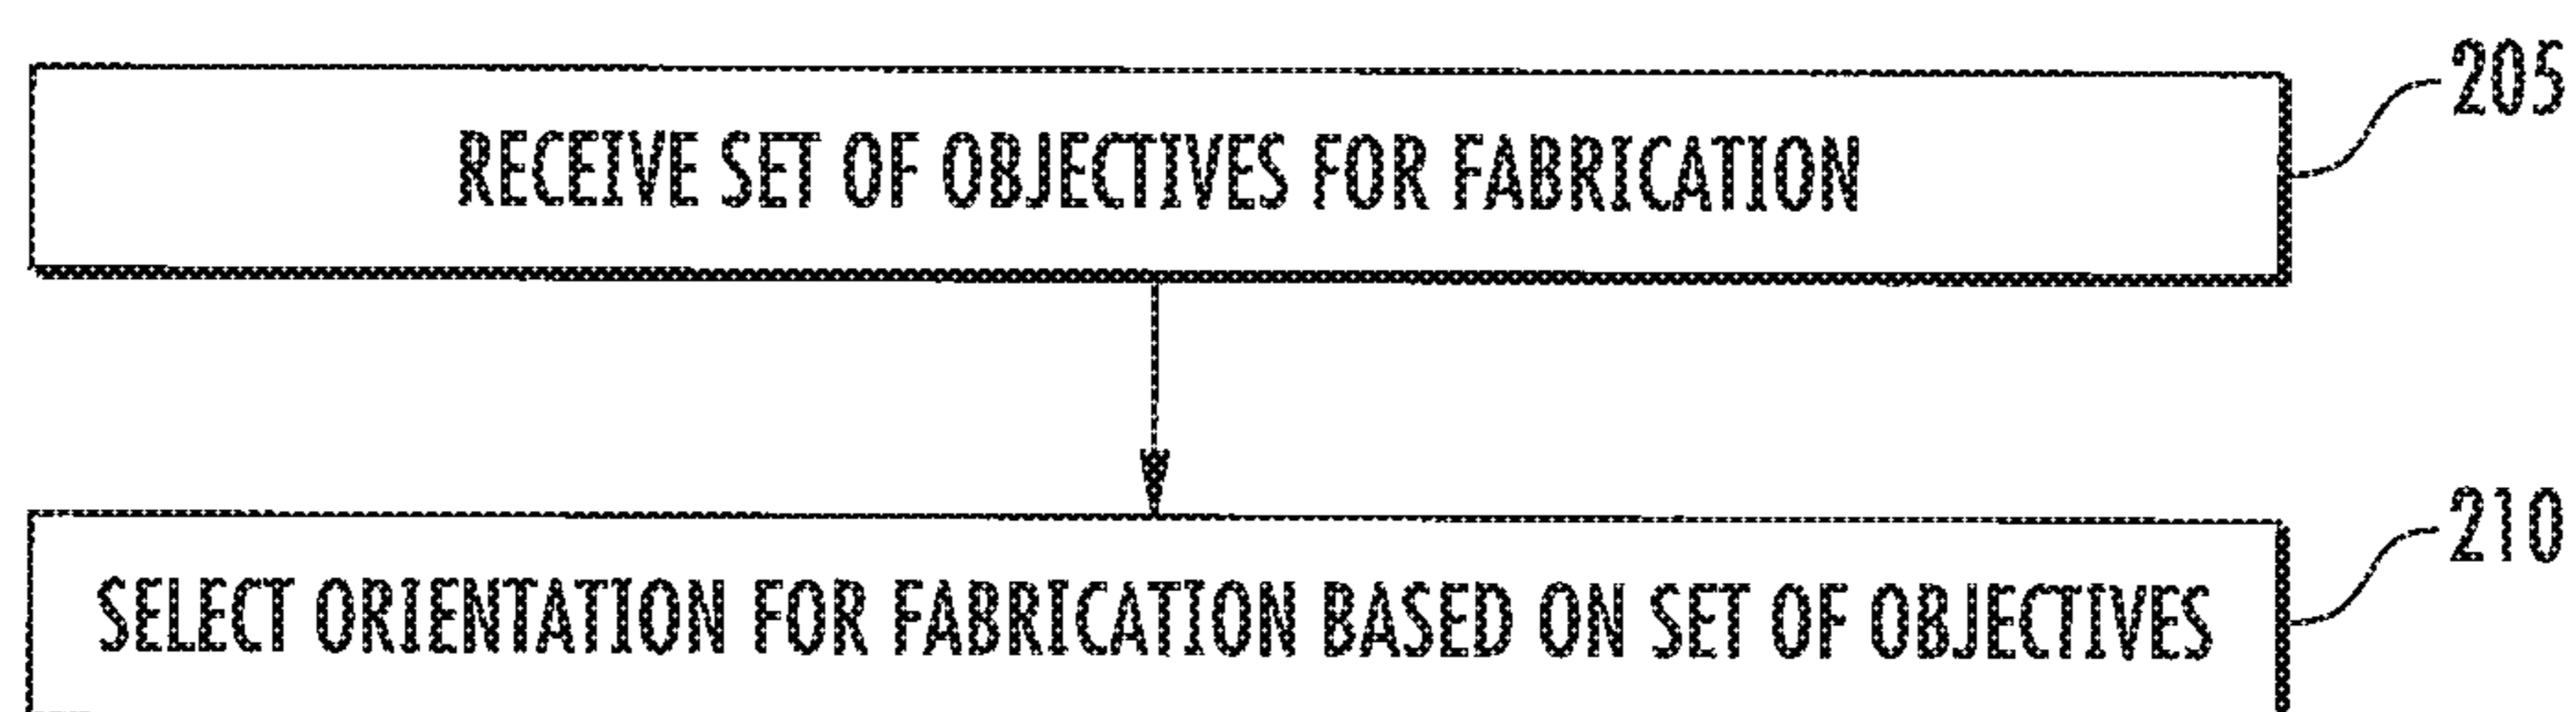 205
RECEIVE SET OF OBJECTIVES FOR FABRICATION
210
SELECT ORIENTATION FOR FABRICATION BASED ON SET OF OBJECTIVES